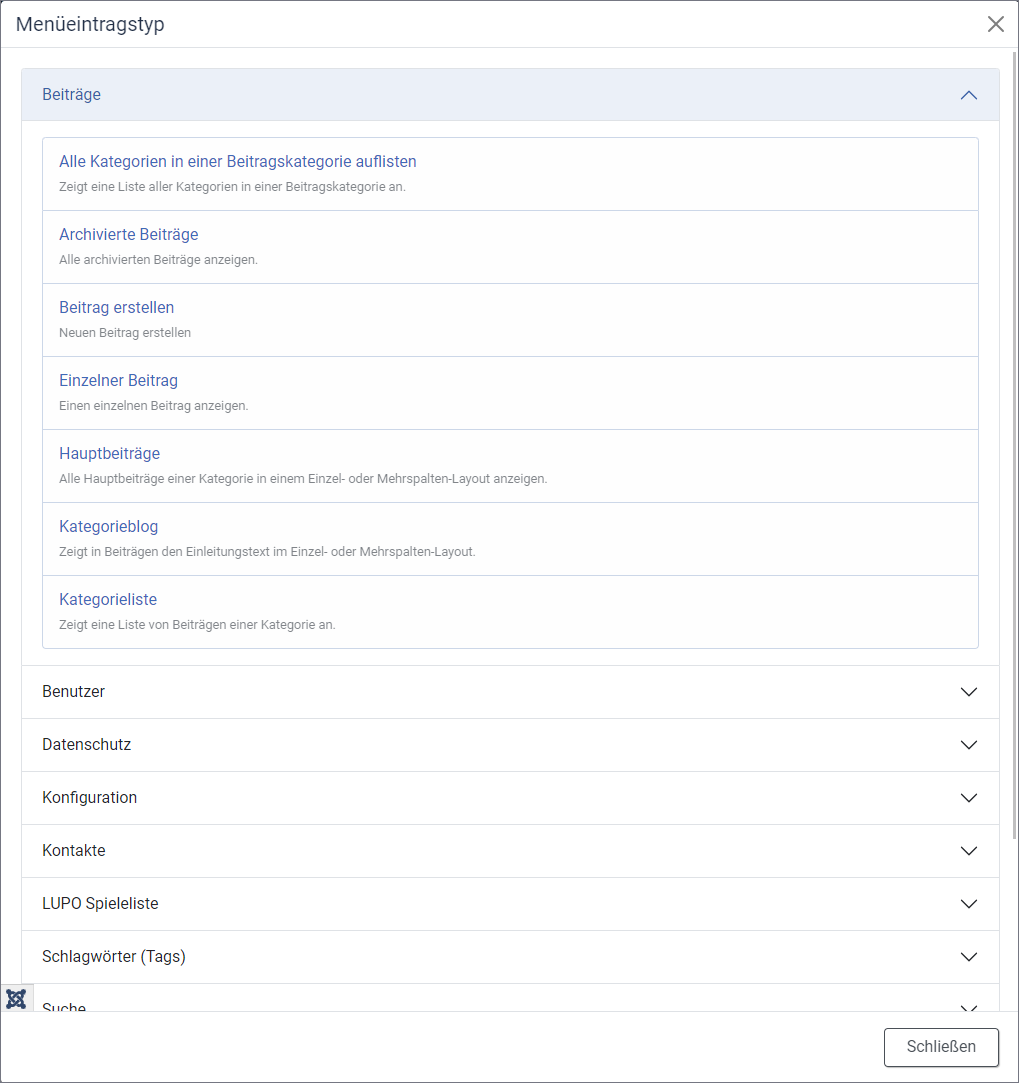 Menüeintragstyp
Beiträge
Alle Kategorien in einer Beitragskategorie auflisten
Zeigt eine Liste aller Kategorien in einer Beitragskategorie an.
Archivierte Beiträge
Alle archivierten Beiträge anzeigen.
Beitrag erstellen
Neuen Beitrag erstellen
Einzelner Beitrag
Einen einzelnen Beitrag anzeigen.
Hauptbeiträge
Alle Hauptbeiträge einer Kategorie in einem Einzel- oder Mehrspalten-Layout anzeigen.
Kategorieblog
Zeigt in Beiträgen den Einleitungstext im Einzel- oder Mehrspalten-Layout.
Kategorieliste
Zeigt eine Liste von Beiträgen einer Kategorie an.
Benutzer
Datenschutz
Konfiguration
Kontakte
LUPO Spieleliste
Schlagwörter (Tags)
Suche
Schließen